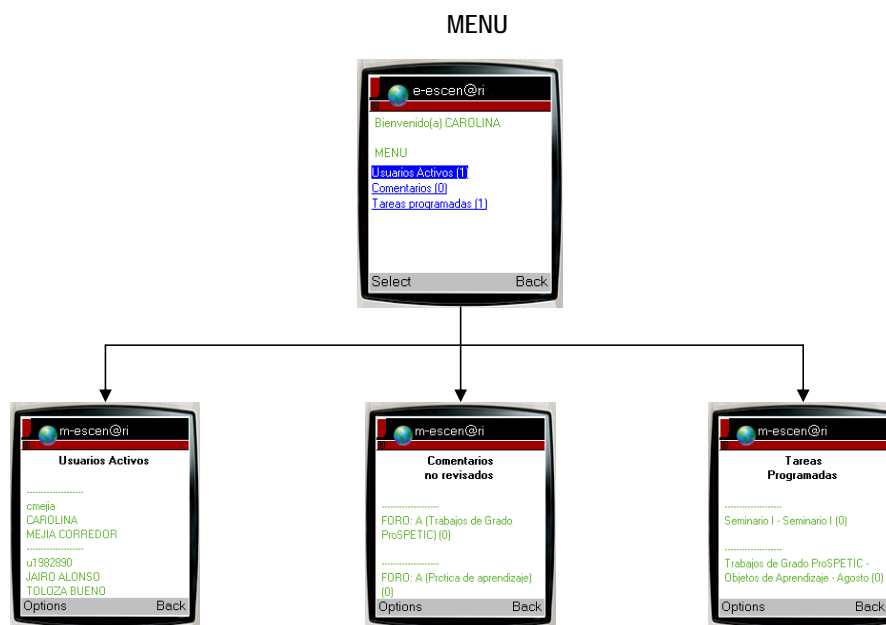 MENU
e-escen@ri
Bienvenido(a) CAROLINA
MENU
Usuarios Activos (1)
Comentarios (0)
Tareas programadas (1)
Select Back
m-escen@ri
Usuarios Activos
--------------------
cmejia
CAROLINA
MEJIA CORREDOR
--------------------
u1982890
JAIRO ALONSO
TOLOZA BUENO
Options Back
m-escen@ri
Comentarios
no revisados
--------------------
FORO: A (Trabajos de Grado
ProSPETIC) (0)
--------------------
FORO: A (Prctica de aprendizaje)
(0)
Options Back
m-escen@ri
Tareas
Programadas
--------------------
Seminario I - Seminario I (0)
--------------------
Trabajos de Grado ProSPETIC -
Objetos de Aprendizaje - Agosto (0)
Options Back